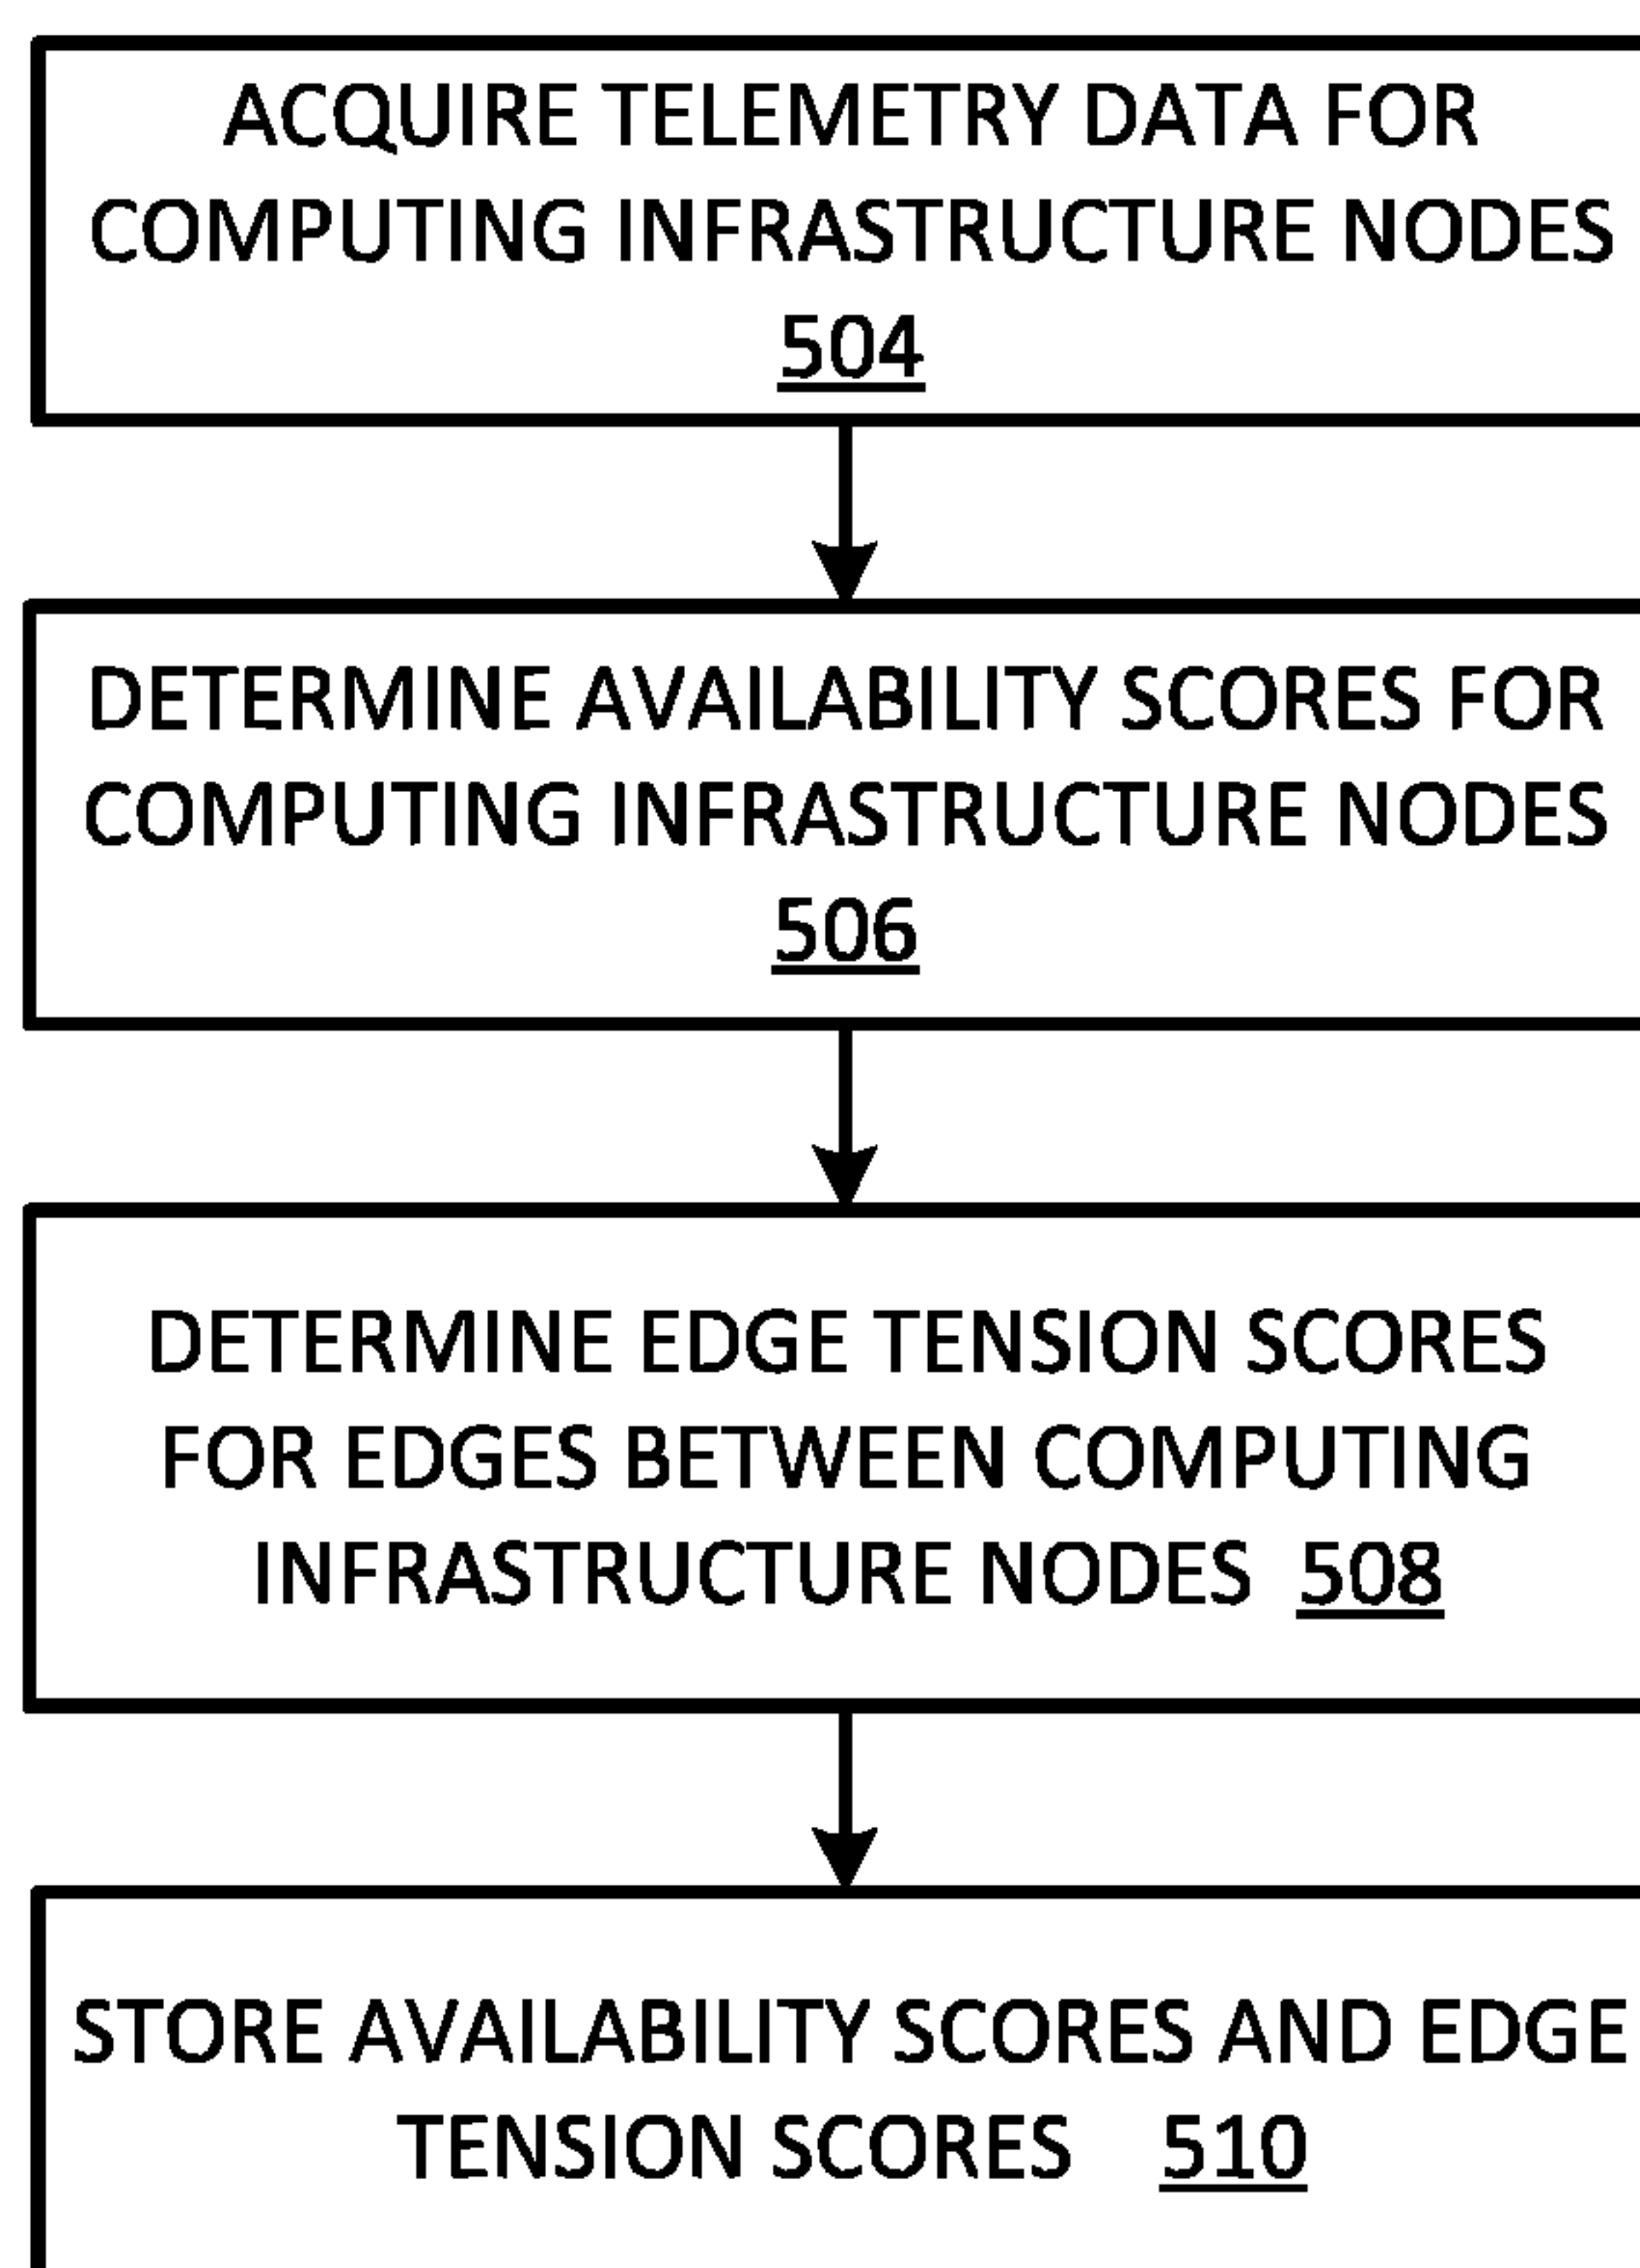 ACQUIRE TELEMETRY DATA FOR
COMPUTING INFRASTRUCTURE NODES
504
DETERMINE AVAILABILITY SCORES FOR
COMPUTING INFRASTRUCTURE NODES
506
DETERMINE EDGE TENSION SCORES
FOR EDGES BETWEEN COMPUTING
INFRASTRUCTURE NODES 508
STORE AVAILABILITY SCORES AND EDGE
TENSION SCORES 510